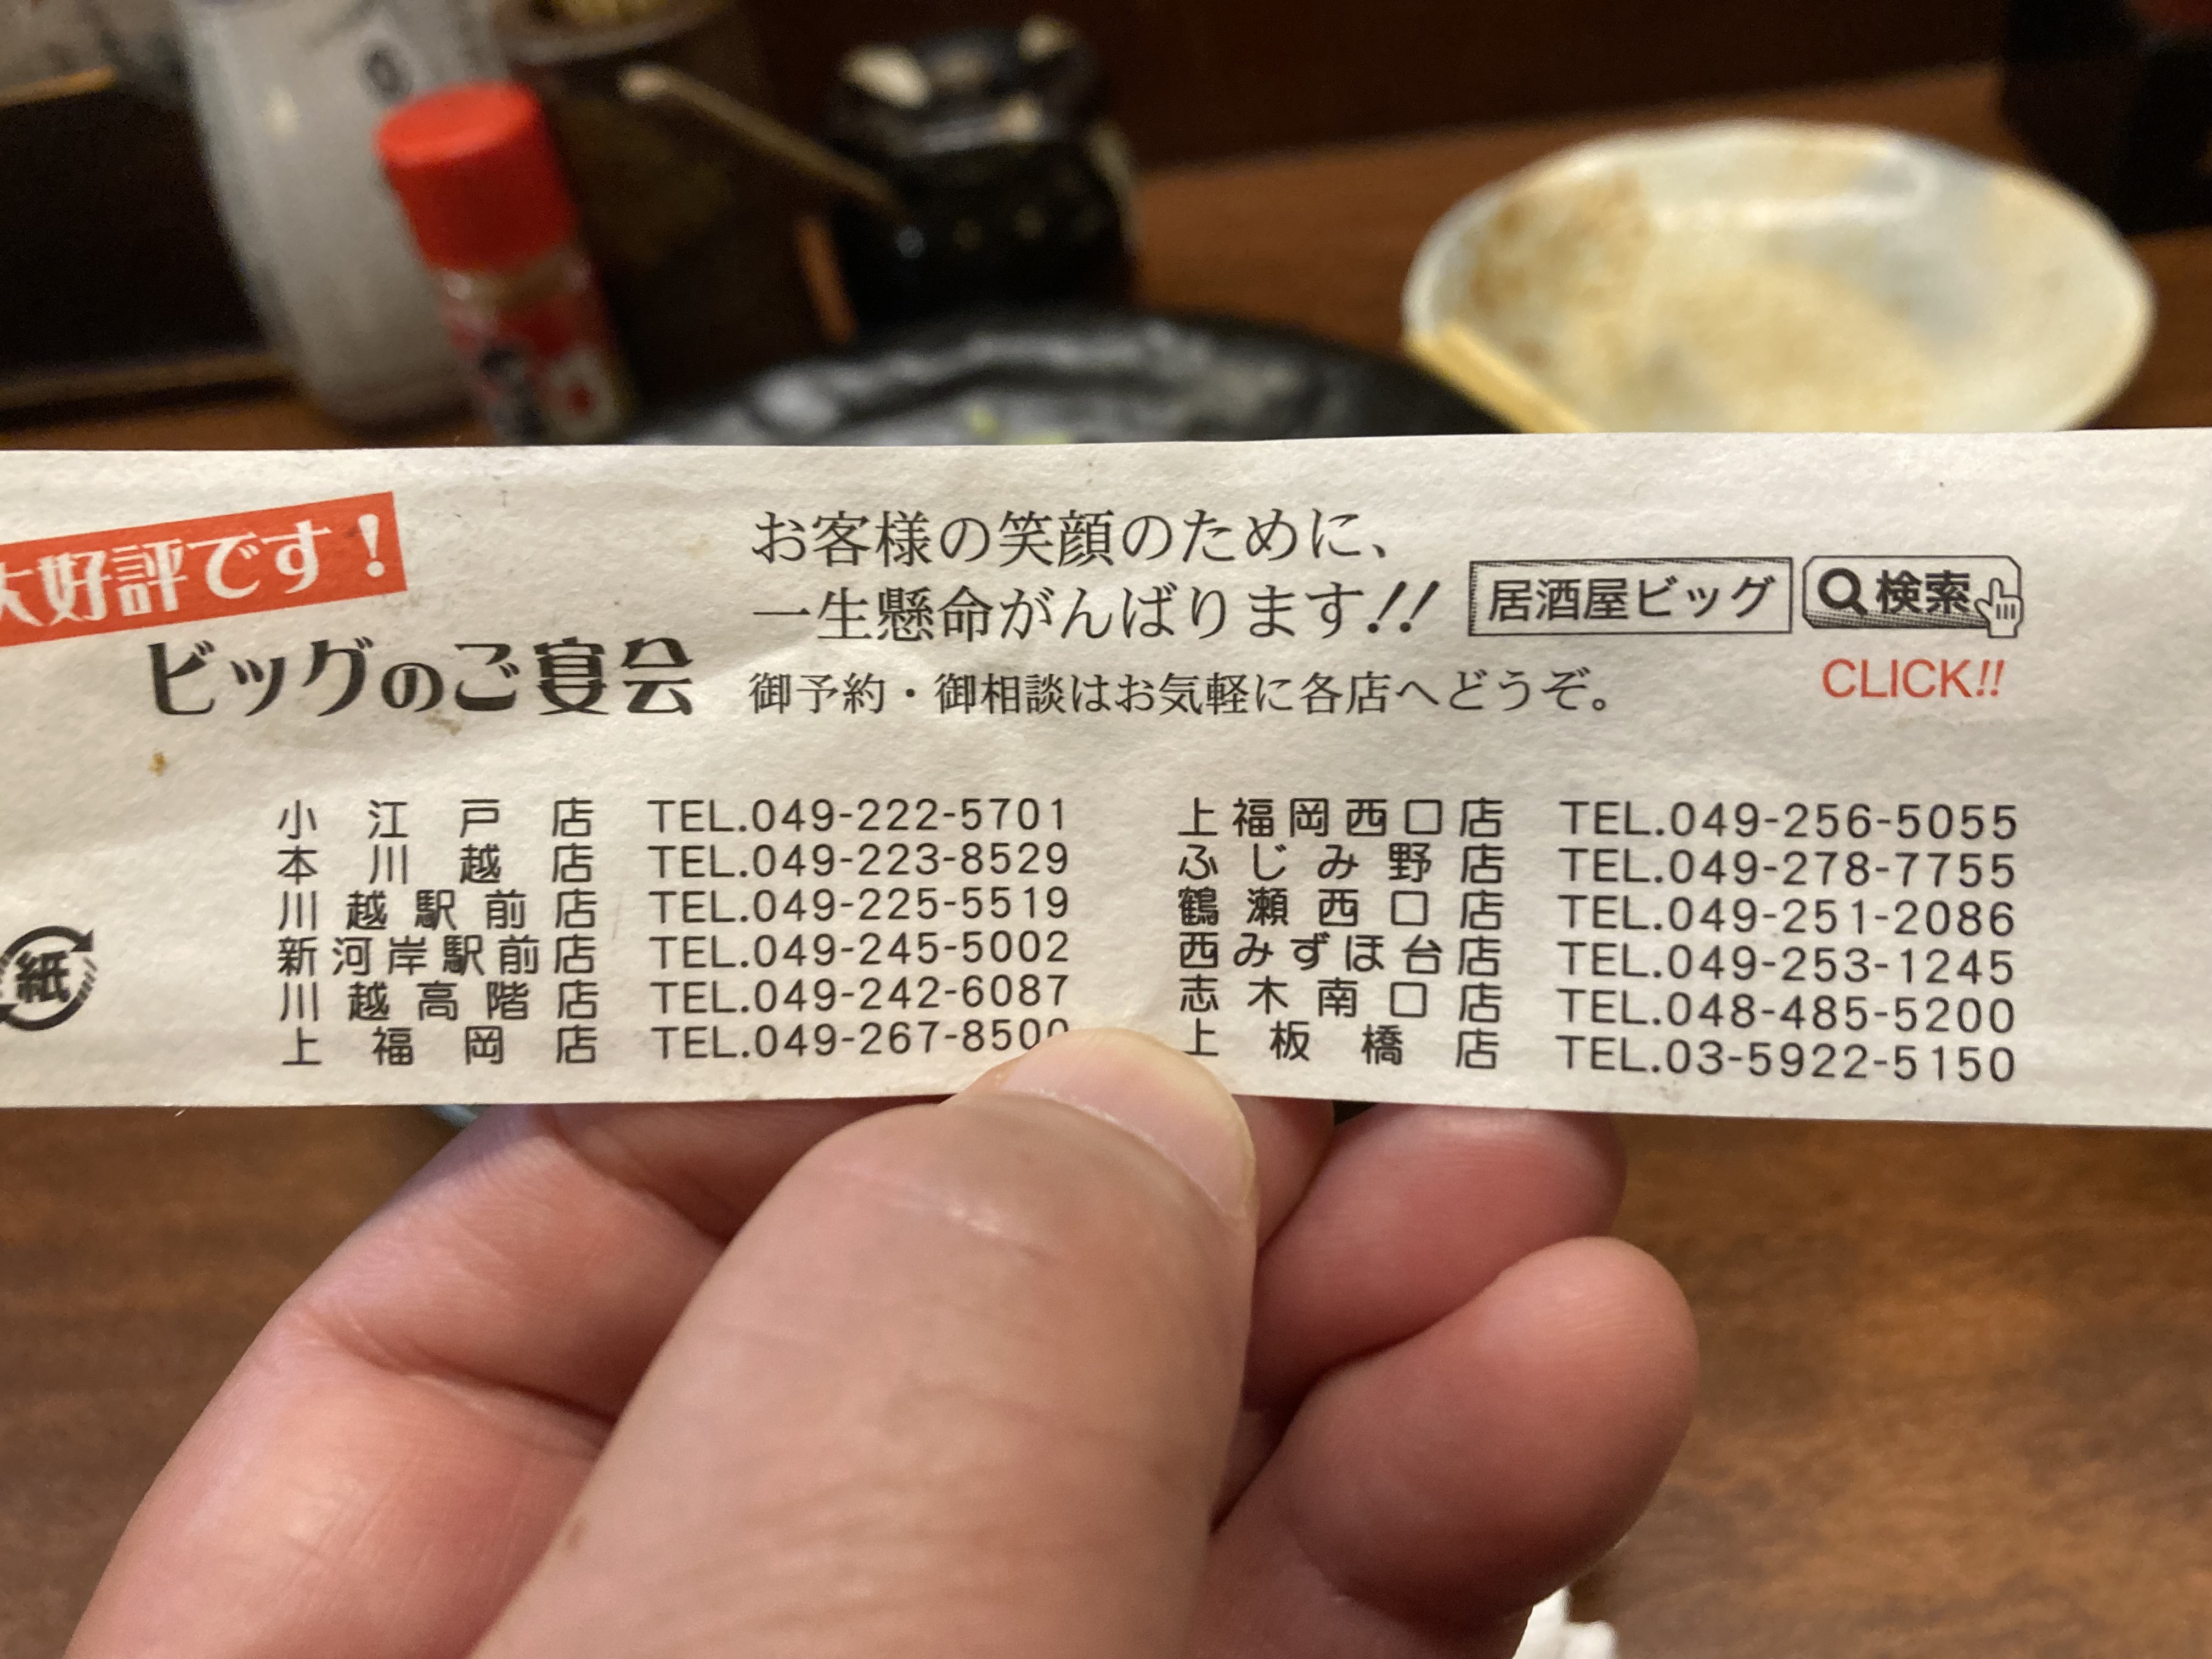 大好評です!
ビッグのご宴会
お客様の笑顔のために、
一生懸命がんばります!!
御予約・御相談はお気軽に各店へどうぞ。
居酒屋ビッグ 検索
CLICK!!
紙
小江戸店 TEL.049-222-5701
本川越店 TEL.049-223-8529
川越駅前店 TEL.049-225-5519
新河岸駅前店 TEL.049-245-5002
川越高階店 TEL.049-242-6087
上福岡店 TEL.049-267-8500
上福岡西口店 TEL.049-256-5055
ふじみ野店 TEL.049-278-7755
鶴瀬西口店 TEL.049-251-2086
西みずほ台店 TEL.049-253-1245
志木南口店 TEL.048-485-5200
上板橋店 TEL.03-5922-5150